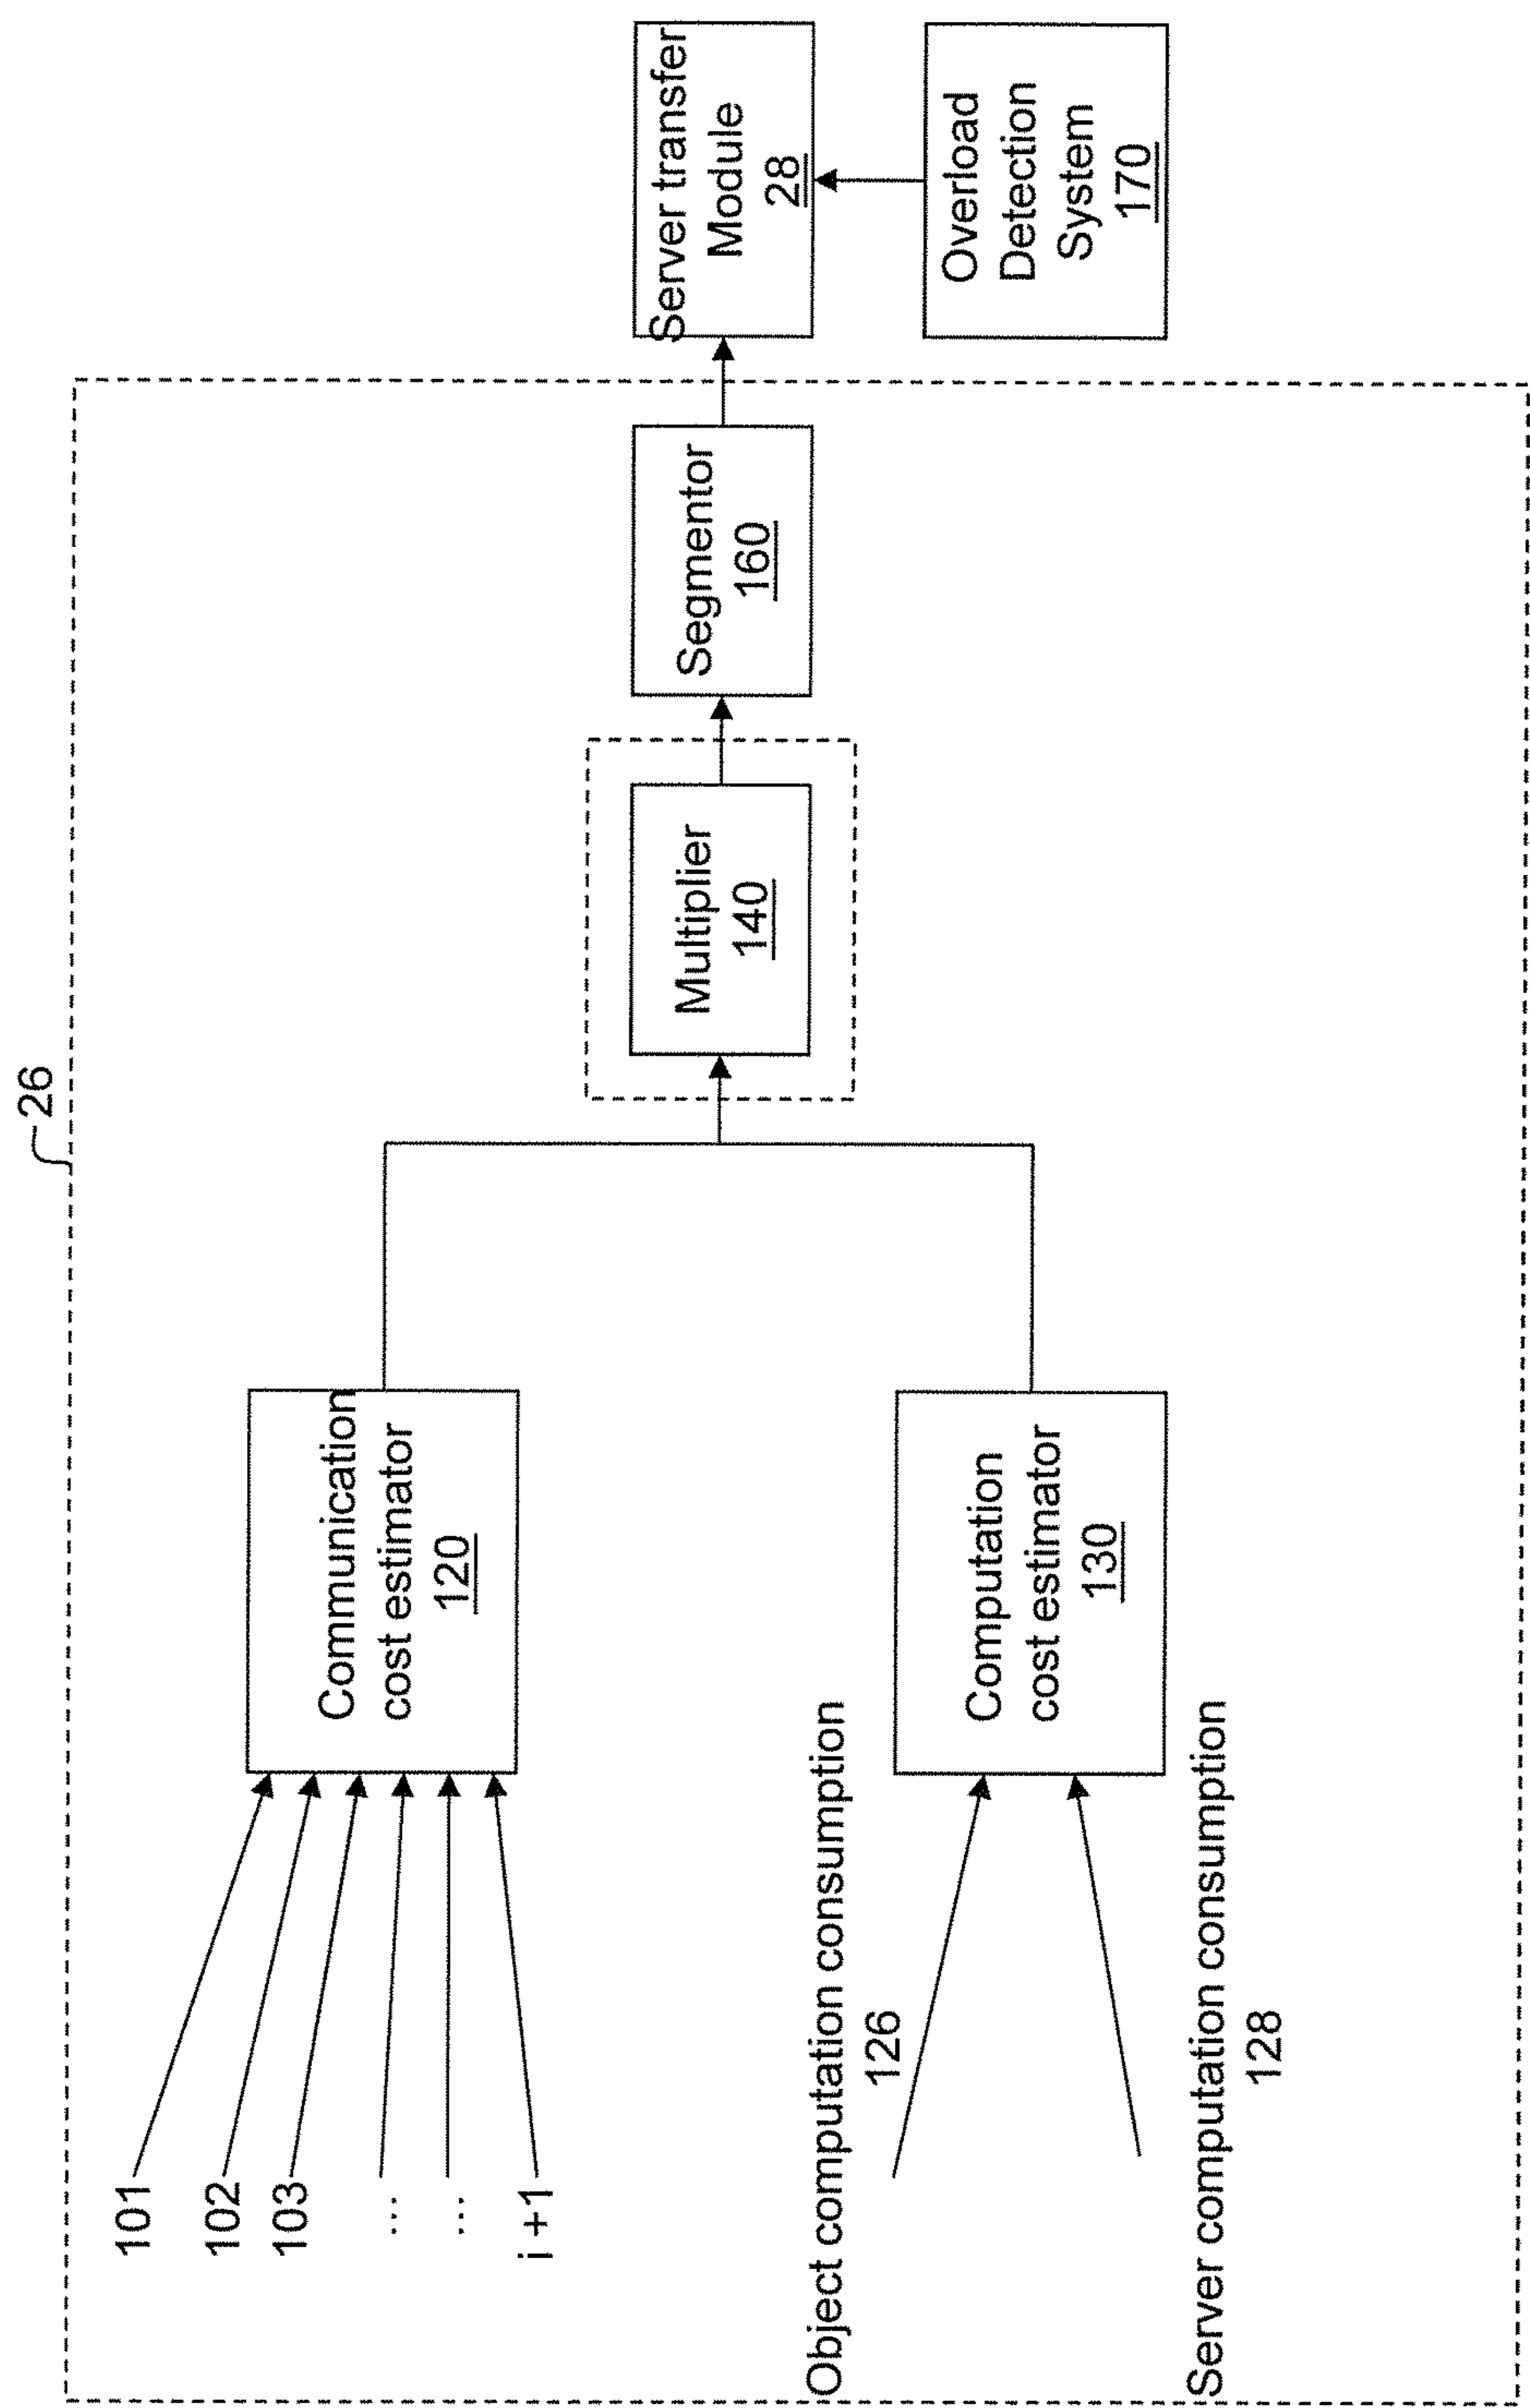 26
101
102
103
...
...
i +1
Communication
cost estimator
120
Object computation consumption
126
Server computation consumption
128
Computation
cost estimator
130
Multiplier
140
Segmentor
160
Server transfer
Module
28
Overload
Detection
System
170